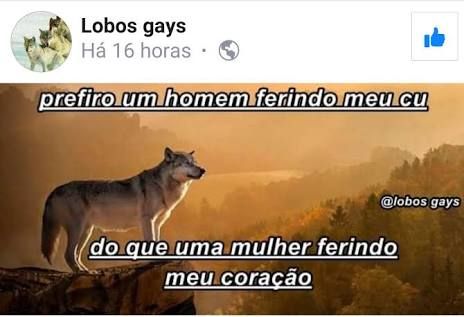 Lobos gays
Há 16 horas ·
prefiro um homem ferindo meu cu
@lobos gays
do que uma mulher ferindo
meu coração